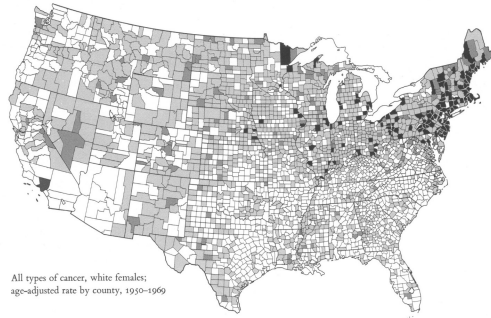 All types of cancer, white females;
age-adjusted rate by county, 1950–1969